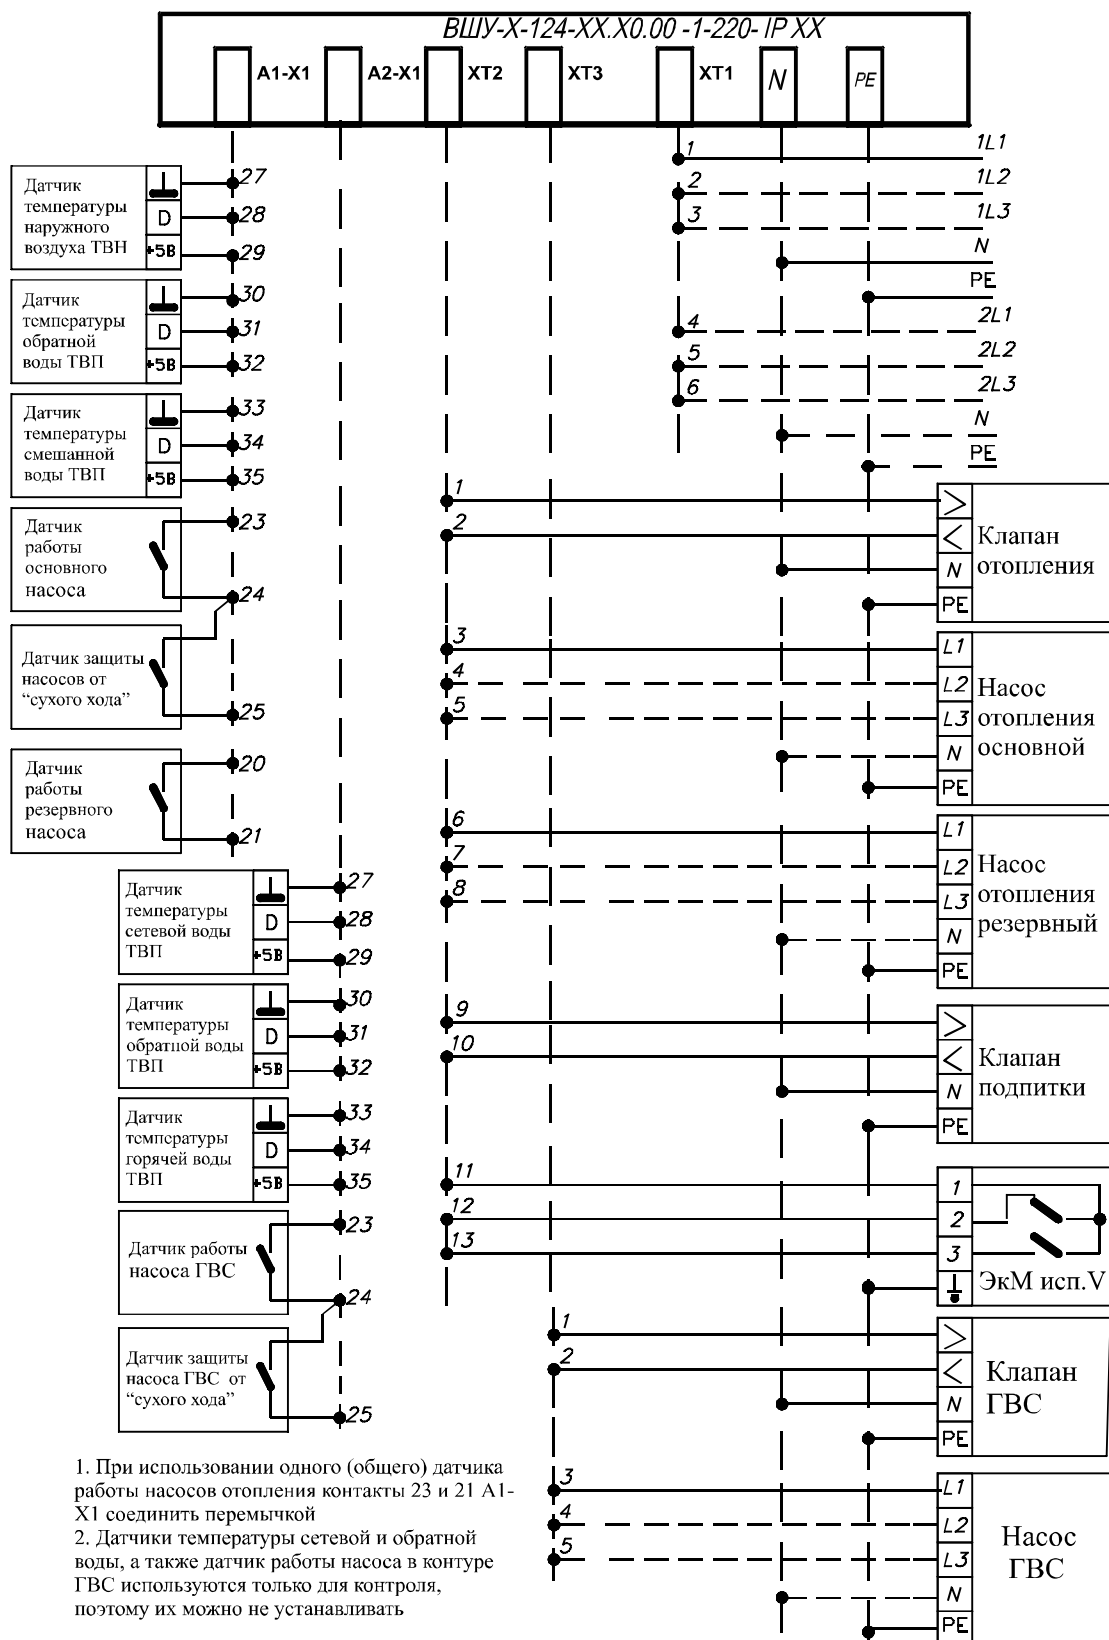 ВШУ-Х-124-ХХ.Х0.00 -1-220- IP ХХ
A1-X1
A2-X1
XT2
XT3
XT1
N
PE
1
1L1
2
1L2
3
1L3
N
PE
4
2L1
5
2L2
6
2L3
N
PE
Датчик
температуры
наружного
воздуха ТВН
D
+5В
27
28
29
Датчик
температуры
обратной
воды ТВП
D
+5В
30
31
32
Датчик
температуры
смешанной
воды ТВП
D
+5В
33
34
35
Датчик
работы
основного
насоса
23
24
Датчик защиты
насосов от
“сухого хода”
25
Датчик
работы
резервного
насоса
20
21
Датчик
температуры
сетевой воды
ТВП
D
+5В
27
28
29
Датчик
температуры
обратной воды
ТВП
D
+5В
30
31
32
Датчик
температуры
горячей воды
ТВП
D
+5В
33
34
35
Датчик работы
насоса ГВС
23
24
Датчик защиты
насоса ГВС от
“сухого хода”
25
1
2
>
<
N
PE
Клапан
отопления
3
4
5
L1
L2
L3
N
PE
Насос
отопления
основной
6
7
8
L1
L2
L3
N
PE
Насос
отопления
резервный
9
10
>
<
N
PE
Клапан
подпитки
11
12
13
1
2
3
ЭкМ исп.V
1
2
>
<
N
PE
Клапан
ГВС
3
4
5
L1
L2
L3
N
PE
Насос
ГВС
1. При использовании одного (общего) датчика
работы насосов отопления контакты 23 и 21 А1-
Х1 соединить перемычкой
2. Датчики температуры сетевой и обратной
воды, а также датчик работы насоса в контуре
ГВС используются только для контроля,
поэтому их можно не устанавливать